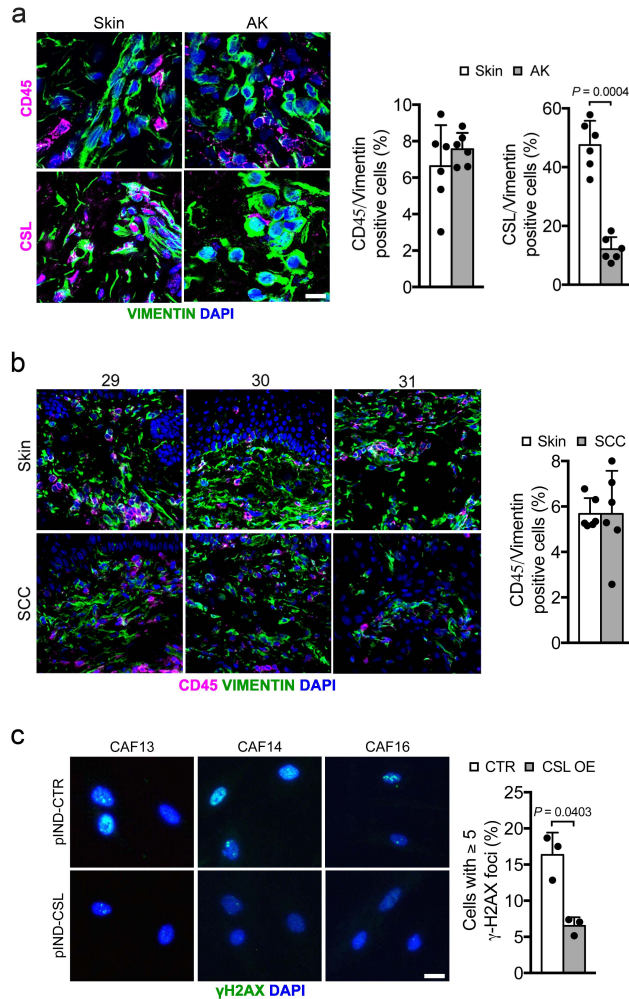 a
Skin
AK
CD45
CSL
VIMENTIN DAPI
Skin AK
CD45/Vimentin
positive cells (%)
10
8
6
4
2
0
P = 0.0004
CSL/Vimentin
positive cells (%)
60
40
20
0
b
29
30
31
Skin
SCC
CD45 VIMENTIN DAPI
Skin SCC
CD45/Vimentin
positive cells (%)
8
6
4
2
0
c
CAF13
CAF14
CAF16
pIND-CTR
pIND-CSL
γH2AX DAPI
CTR CSL OE
P = 0.0403
Cells with ≥ 5
γ-H2AX foci (%)
25
20
15
10
5
0